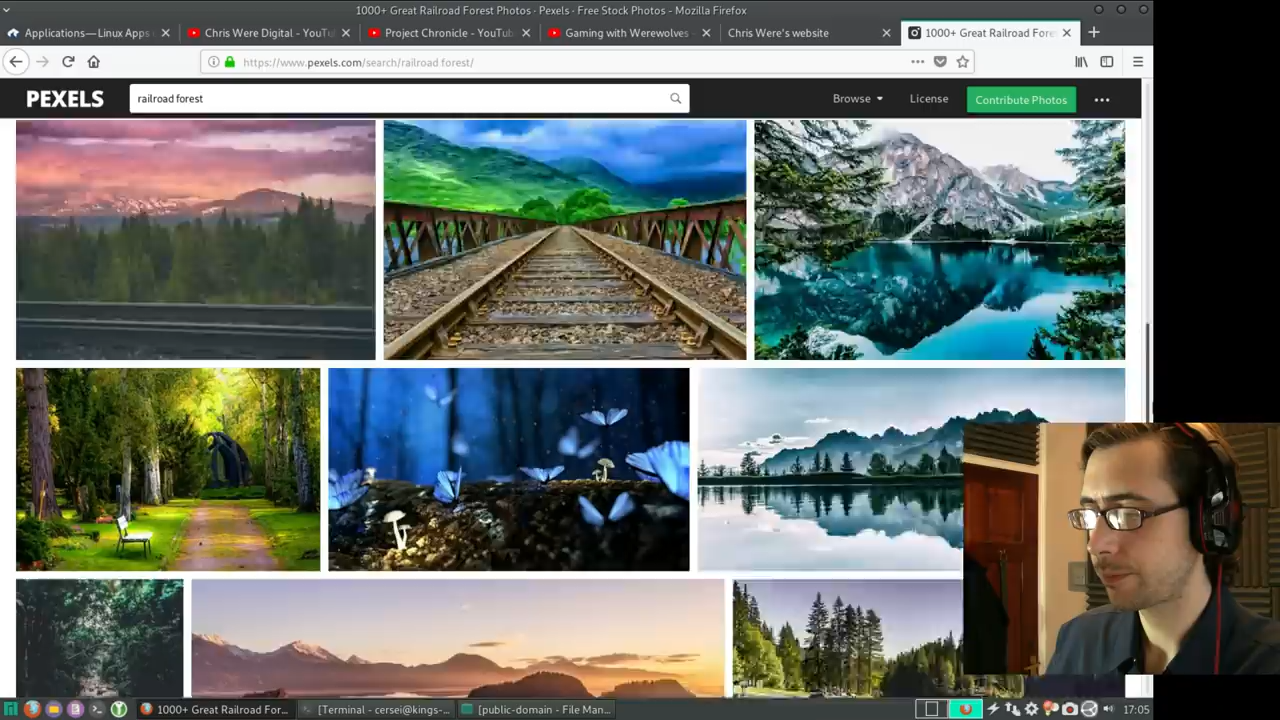 1000+ Great Railroad Forest Photos · Pexels · Free Stock Photos - Mozilla Firefox
Applications — Linux Apps
Chris Were Digital - YouTu
Project Chronicle - YouTub
Gaming with Werewolves -
Chris Were's website
1000+ Great Railroad Fore
https://www.pexels.com/search/railroad forest/
PEXELS
railroad forest
Browse
License
Contribute Photos
1000+ Great Railroad For...
[Terminal - cersei@kings-...
[public-domain - File Man...
17:05